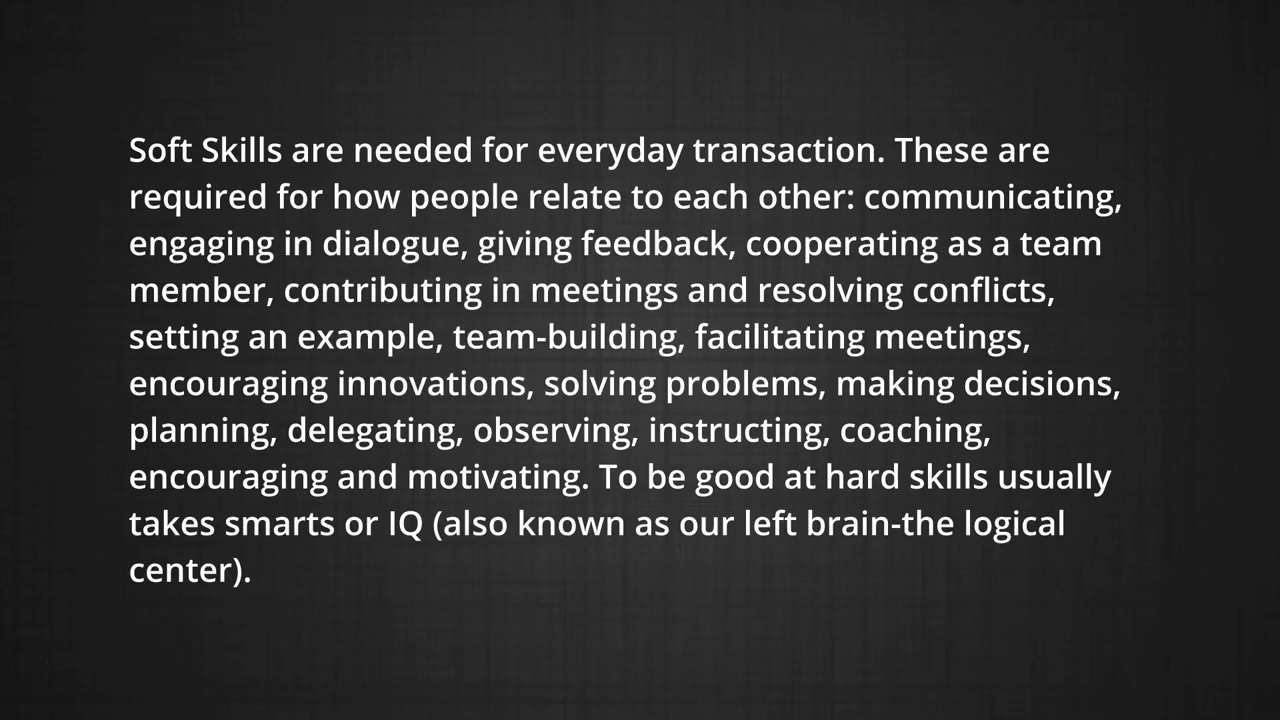 Soft Skills are needed for everyday transaction. These are
required for how people relate to each other: communicating,
engaging in dialogue, giving feedback, cooperating as a team
member, contributing in meetings and resolving conflicts,
setting an example, team-building, facilitating meetings,
encouraging innovations, solving problems, making decisions,
planning, delegating, observing, instructing, coaching,
encouraging and motivating. To be good at hard skills usually
takes smarts or IQ (also known as our left brain-the logical
center).